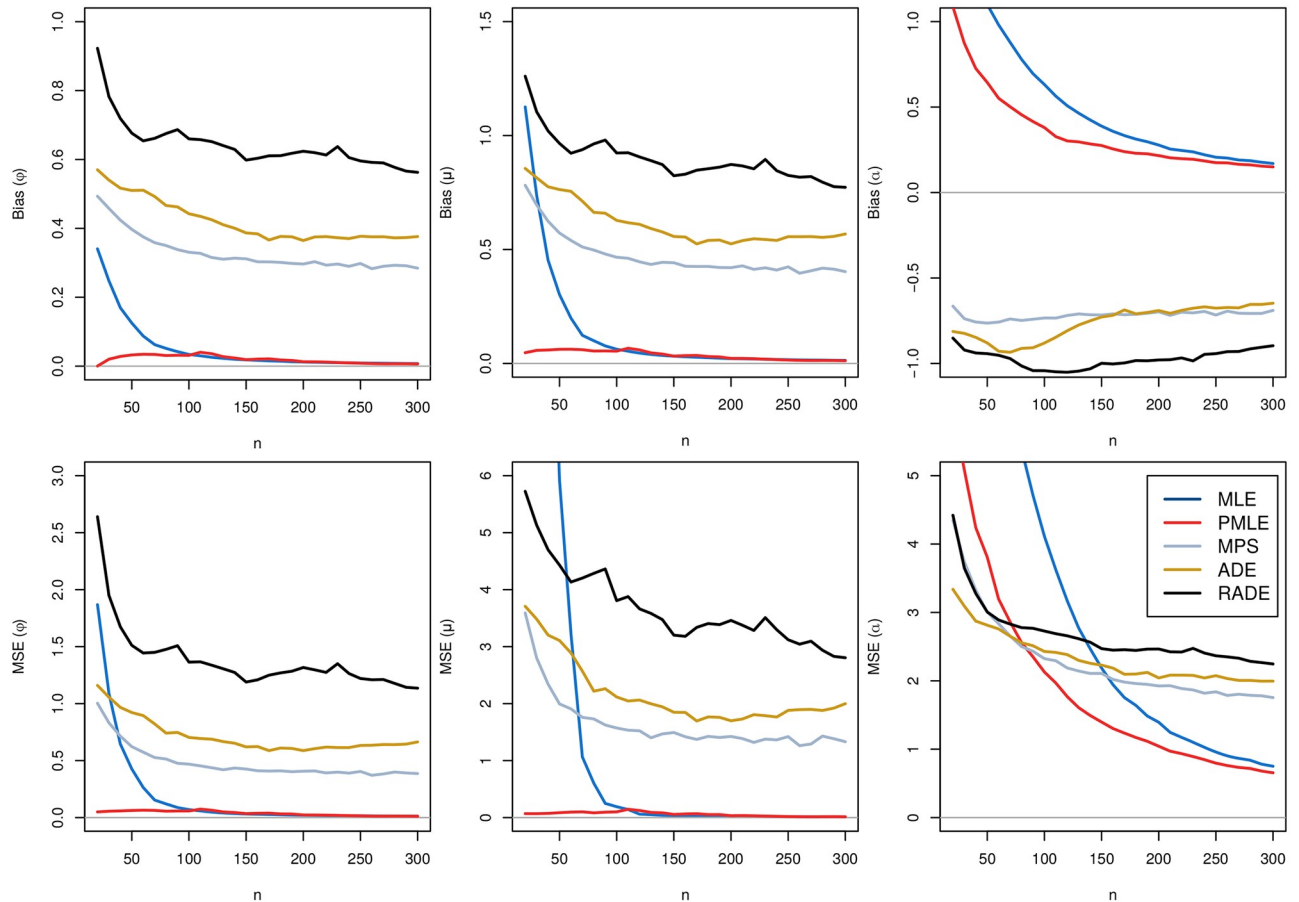 Bias (φ)
1.0
0.8
0.6
0.4
0.2
0.0
50 100 150 200 250 300
n
Bias (μ)
1.5
1.0
0.5
0.0
50 100 150 200 250 300
n
Bias (α)
1.0
0.5
0.0
−0.5
−1.0
50 100 150 200 250 300
n
MSE (φ)
3.0
2.5
2.0
1.5
1.0
0.5
0.0
50 100 150 200 250 300
n
MSE (μ)
6
5
4
3
2
1
0
50 100 150 200 250 300
n
MSE (α)
5
4
3
2
1
0
50 100 150 200 250 300
n
MLE
PMLE
MPS
ADE
RADE